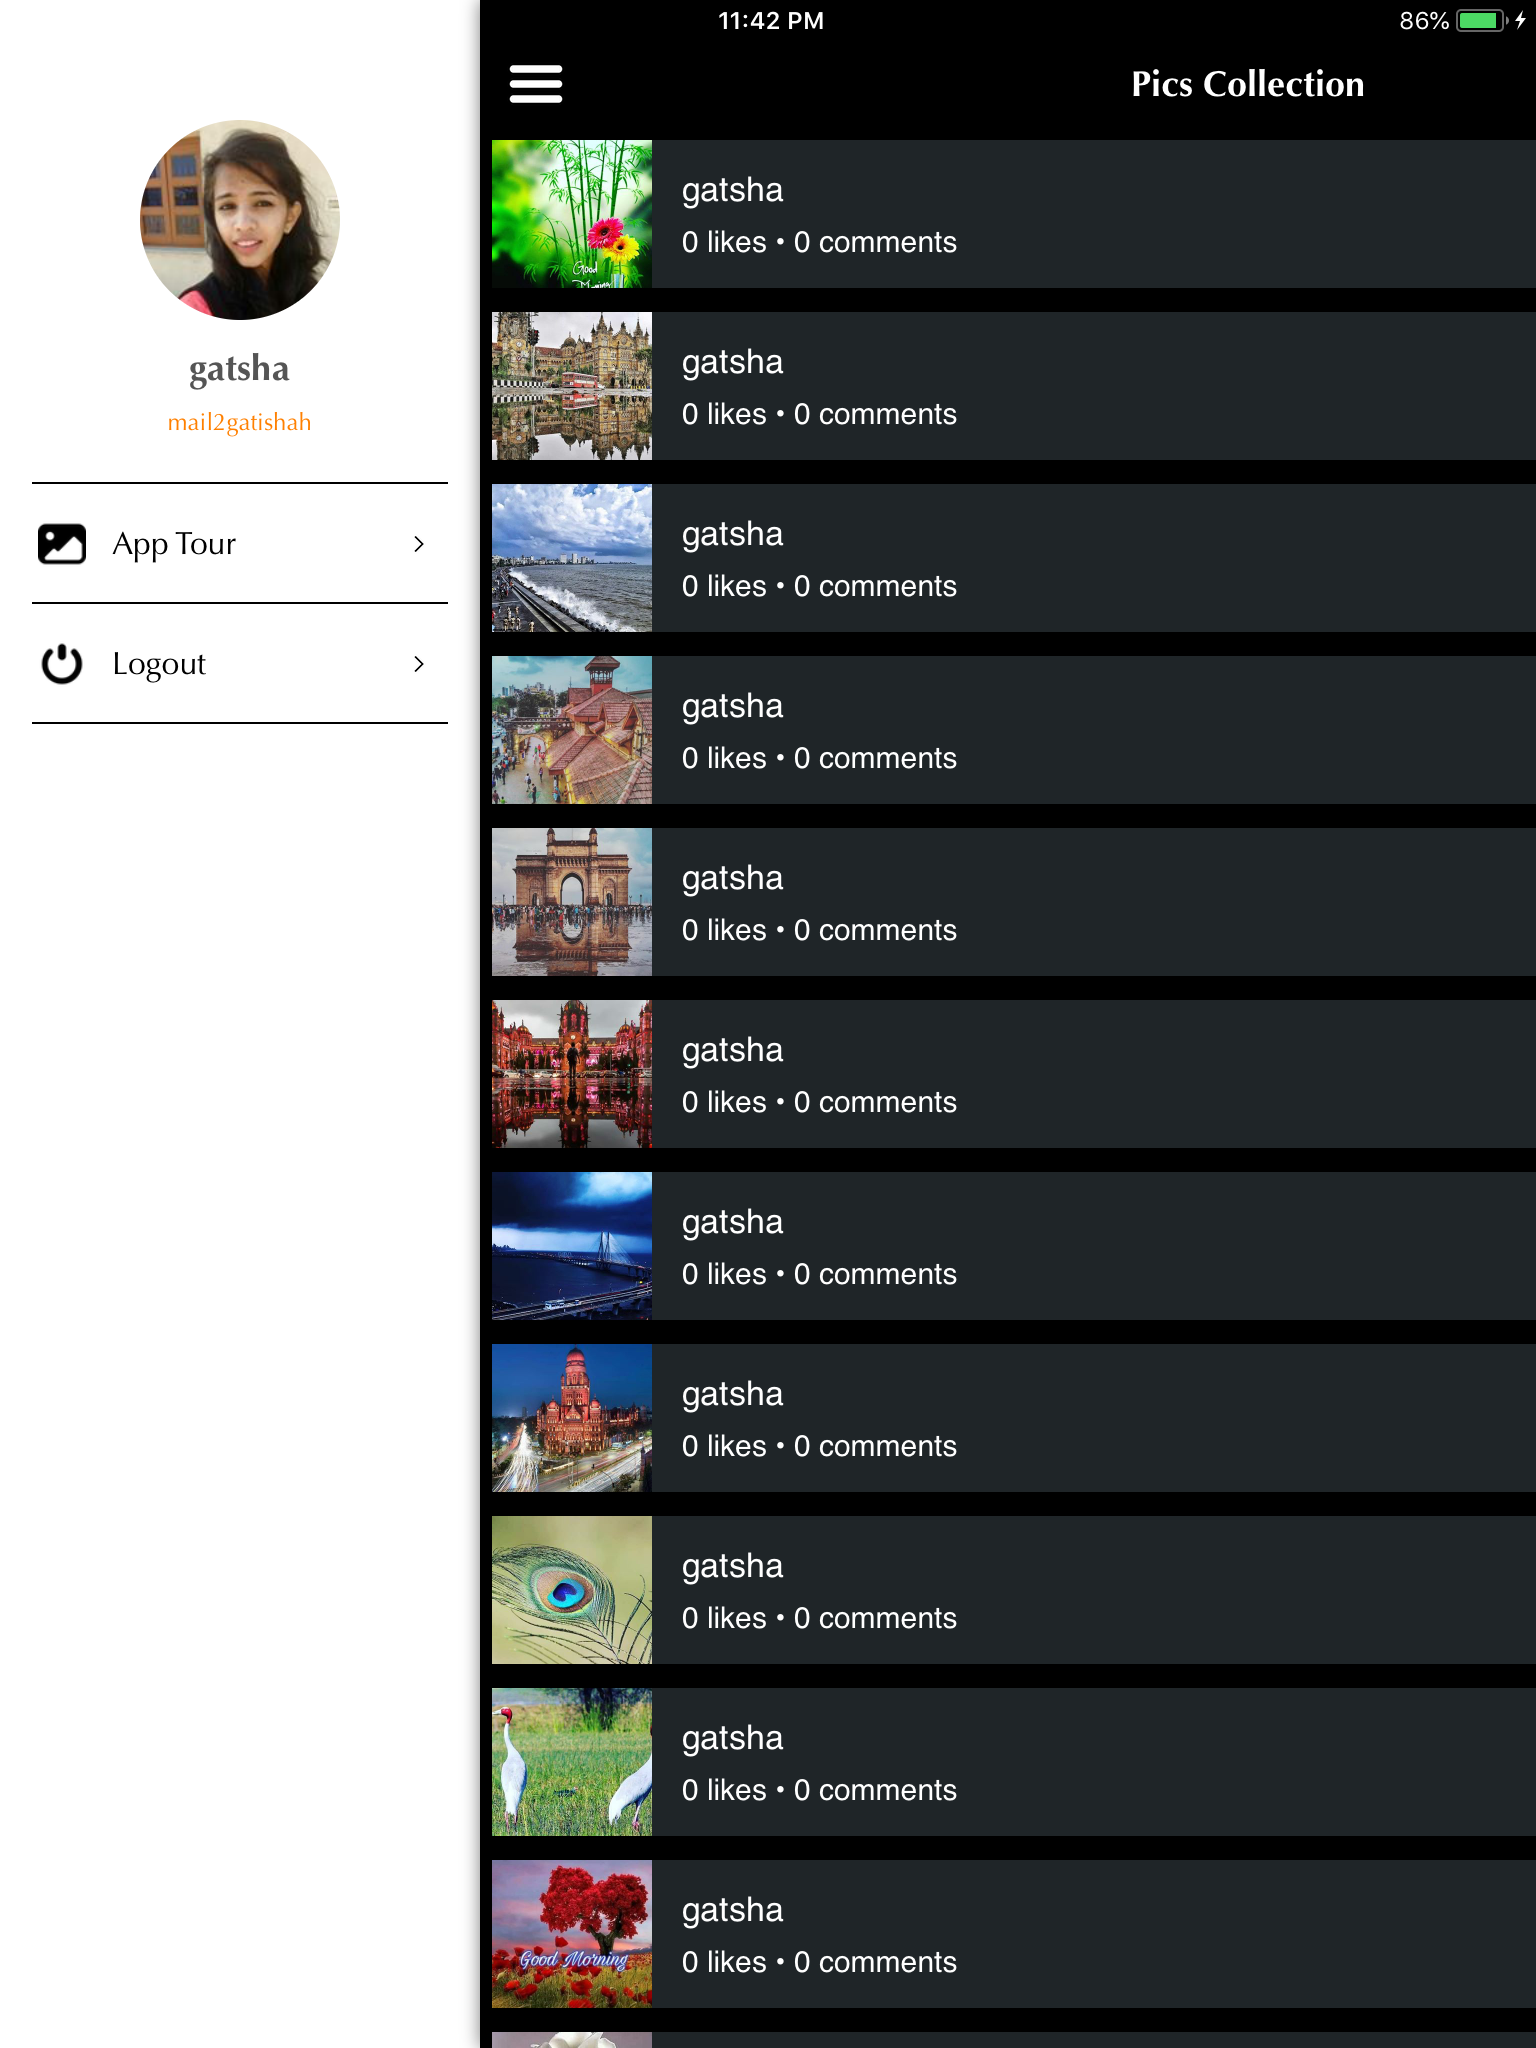 11:42 PM
86%
Pics Collection
gatsha
mail2gatishah
App Tour
Logout
gatsha
0 likes • 0 comments
Good
Morning
gatsha
0 likes • 0 comments
gatsha
0 likes • 0 comments
gatsha
0 likes • 0 comments
gatsha
0 likes • 0 comments
gatsha
0 likes • 0 comments
gatsha
0 likes • 0 comments
gatsha
0 likes • 0 comments
gatsha
0 likes • 0 comments
gatsha
0 likes • 0 comments
gatsha
0 likes • 0 comments
Good Morning